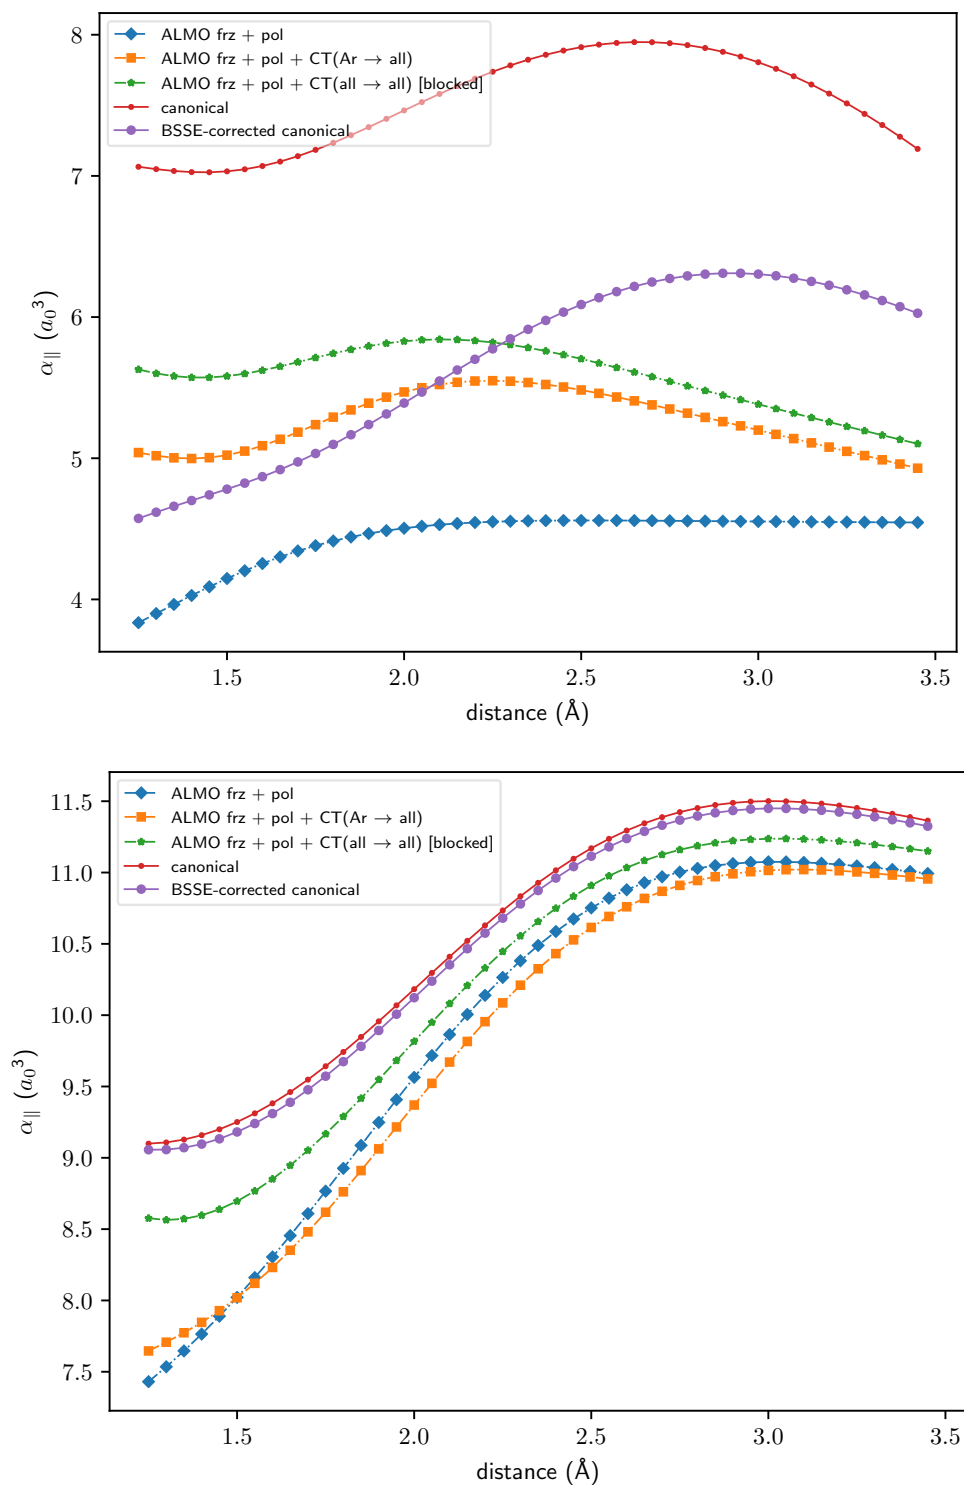 ALMO frz + pol
ALMO frz + pol + CT(Ar → all)
ALMO frz + pol + CT(all → all) [blocked]
canonical
BSSE-corrected canonical
8
7
6
5
4
α∥ (a₀³)
1.5 2.0 2.5 3.0 3.5
distance (Å)
ALMO frz + pol
ALMO frz + pol + CT(Ar → all)
ALMO frz + pol + CT(all → all) [blocked]
canonical
BSSE-corrected canonical
11.5
11.0
10.5
10.0
9.5
9.0
8.5
8.0
7.5
α∥ (a₀³)
1.5 2.0 2.5 3.0 3.5
distance (Å)